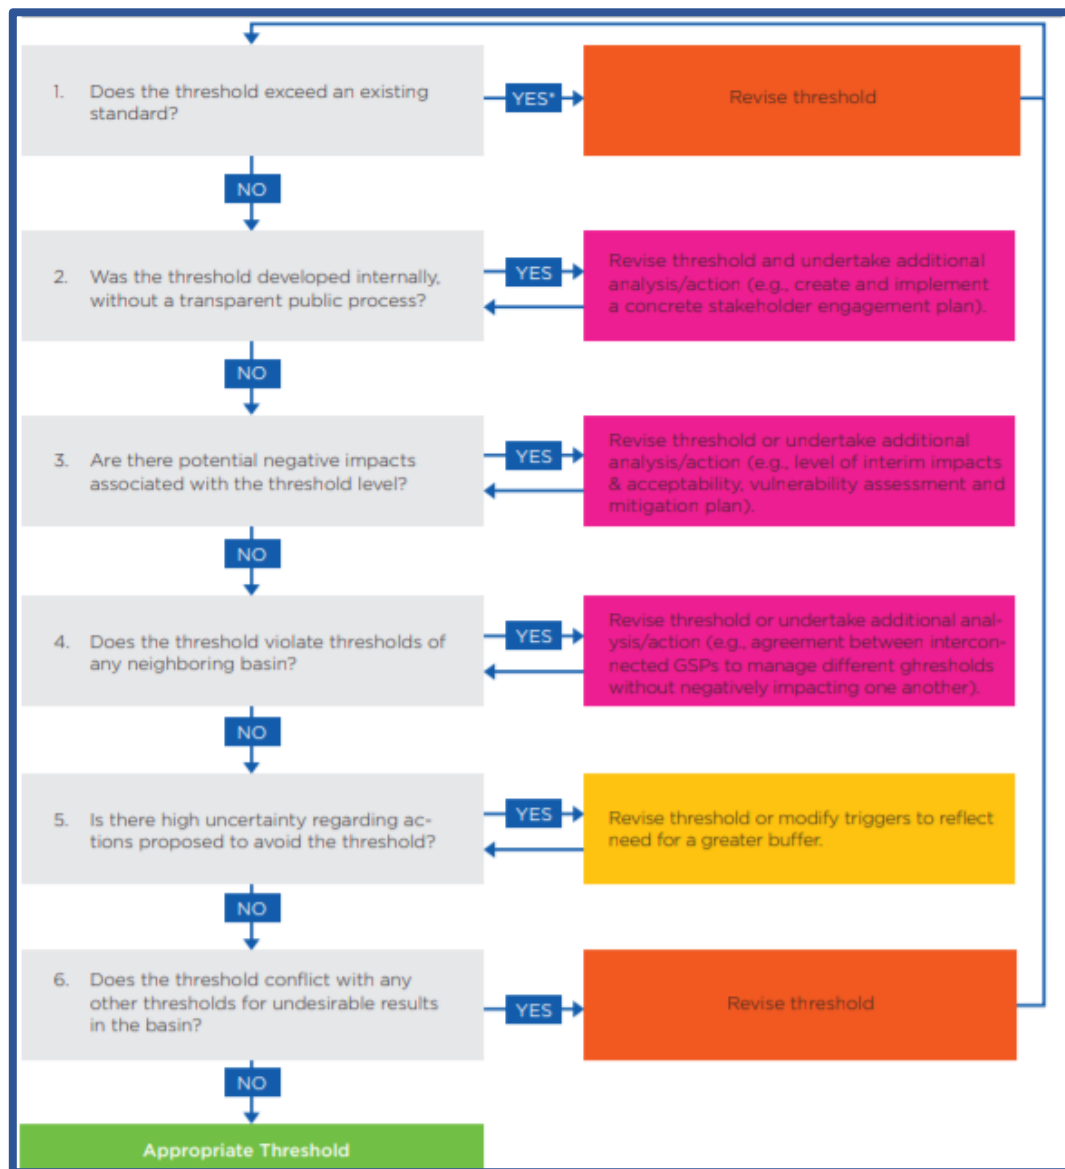 1. Does the threshold exceed an existing
standard?
YES*
Revise threshold
NO
2. Was the threshold developed internally,
without a transparent public process?
YES
Revise threshold and undertake additional
analysis/action (e.g., create and implement
a concrete stakeholder engagement plan).
NO
3. Are there potential negative impacts
associated with the threshold level?
YES
Revise threshold or undertake additional
analysis/action (e.g., level of interim impacts
& acceptability, vulnerability assessment and
mitigation plan).
NO
4. Does the threshold violate thresholds of
any neighboring basin?
YES
Revise threshold or undertake additional anal-
ysis/action (e.g., agreement between intercon-
nected GSPs to manage different ghresholds
without negatively impacting one another).
NO
5. Is there high uncertainty regarding ac-
tions proposed to avoid the threshold?
YES
Revise threshold or modify triggers to reflect
need for a greater buffer.
NO
6. Does the threshold conflict with any
other thresholds for undesirable results
in the basin?
YES
Revise threshold
NO
Appropriate Threshold